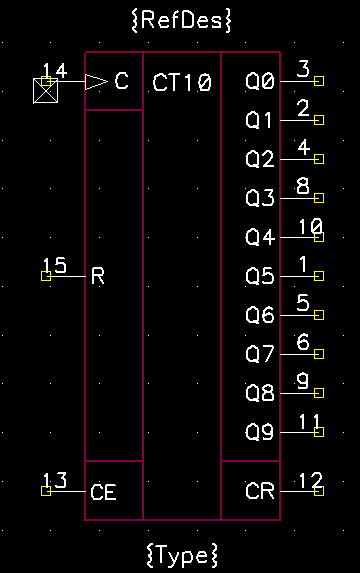 {RefDes}
14 C CT10 Q0 3
Q1 2
Q2 4
Q3 8
Q4 10
15 R Q5 1
Q6 5
Q7 6
Q8 9
Q9 11
13 CE CR 12
{Type}